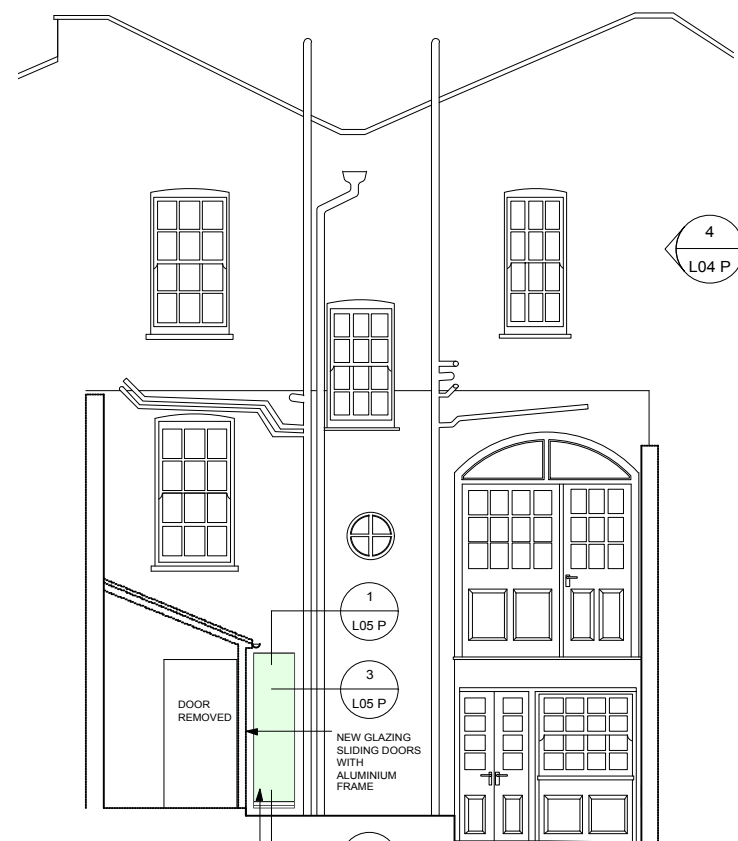 4
L04 P
1
L05 P
3
L05 P
DOOR
REMOVED
NEW GLAZING
SLIDING DOORS
WITH
ALUMINIUM
FRAME